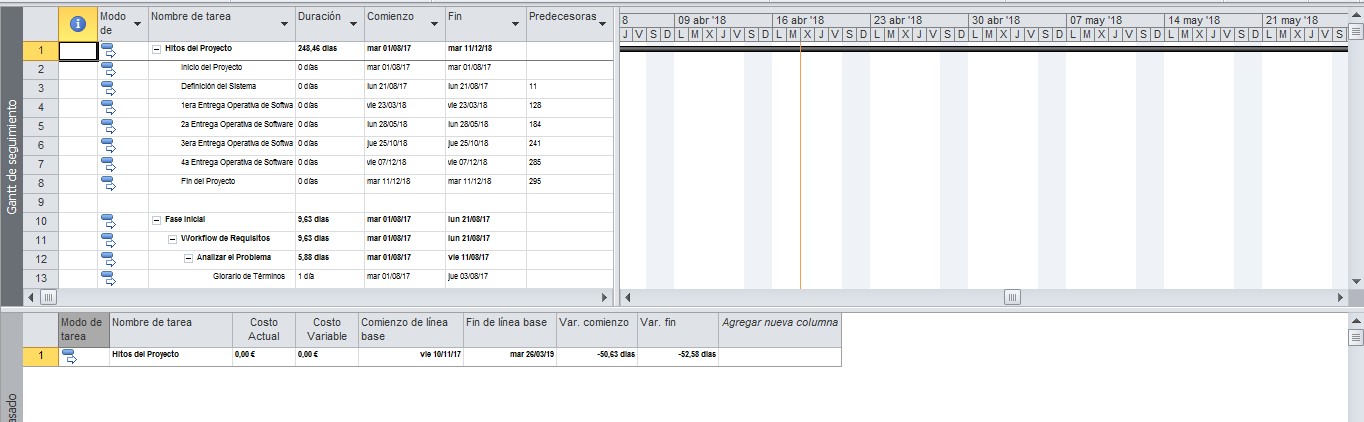 Modo de t Nombre de tarea Duración Comienzo Fin Predecesoras
8 09 abr '18 16 abr '18 23 abr '18 30 abr '18 07 may '18 14 may '18 21 may '18
J V S D L M X J V S D L M X J V S D L M X J V S D L M X J V S D L M X J V S D L M X J V S D L M X J V S
1 Hitos del Proyecto 248,46 días mar 01/08/17 mar 11/12/18
2 Inicio del Proyecto 0 días mar 01/08/17 mar 01/08/17
3 Definición del Sistema 0 días lun 21/08/17 lun 21/08/17 11
4 1era Entrega Operativa de Softwa 0 días vie 23/03/18 vie 23/03/18 128
5 2a Entrega Operativa de Software 0 días lun 28/05/18 lun 28/05/18 184
6 3era Entrega Operativa de Softwa 0 días jue 25/10/18 jue 25/10/18 241
7 4a Entrega Operativa de Software 0 días vie 07/12/18 vie 07/12/18 285
8 Fin del Proyecto 0 días mar 11/12/18 mar 11/12/18 295
9
10 Fase Inicial 9,63 días mar 01/08/17 lun 21/08/17
11 Workflow de Requisitos 9,63 días mar 01/08/17 lun 21/08/17
12 Analizar el Problema 5,88 días mar 01/08/17 vie 11/08/17
13 Glorario de Términos 1 día mar 01/08/17 jue 03/08/17
Gantt de seguimiento
Modo de tarea Nombre de tarea Costo Actual Costo Variable Comienzo de línea base Fin de línea base Var. comienzo Var. fin Agregar nueva columna
1 Hitos del Proyecto 0,00 € 0,00 € vie 10/11/17 mar 26/03/19 -50,63 días -52,58 días
asado